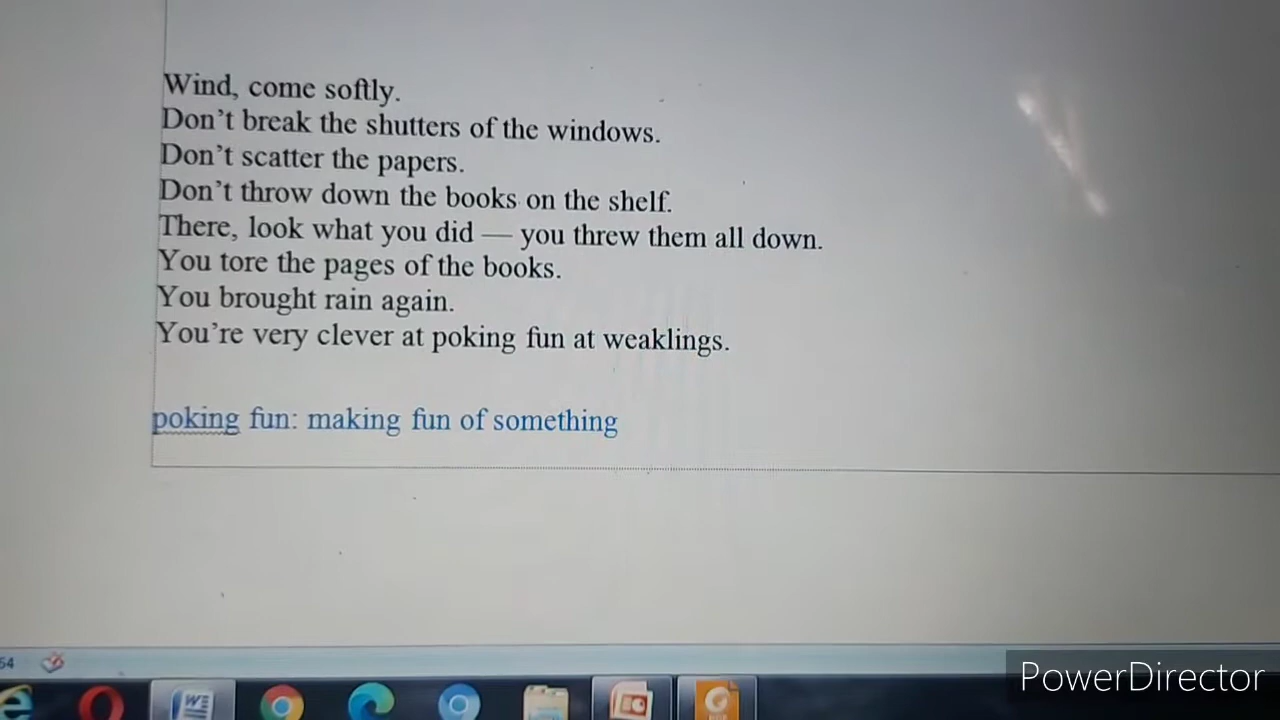 Wind, come softly.
Don’t break the shutters of the windows.
Don’t scatter the papers.
Don’t throw down the books on the shelf.
There, look what you did — you threw them all down.
You tore the pages of the books.
You brought rain again.
You’re very clever at poking fun at weaklings.
poking fun: making fun of something
54
PowerDirector